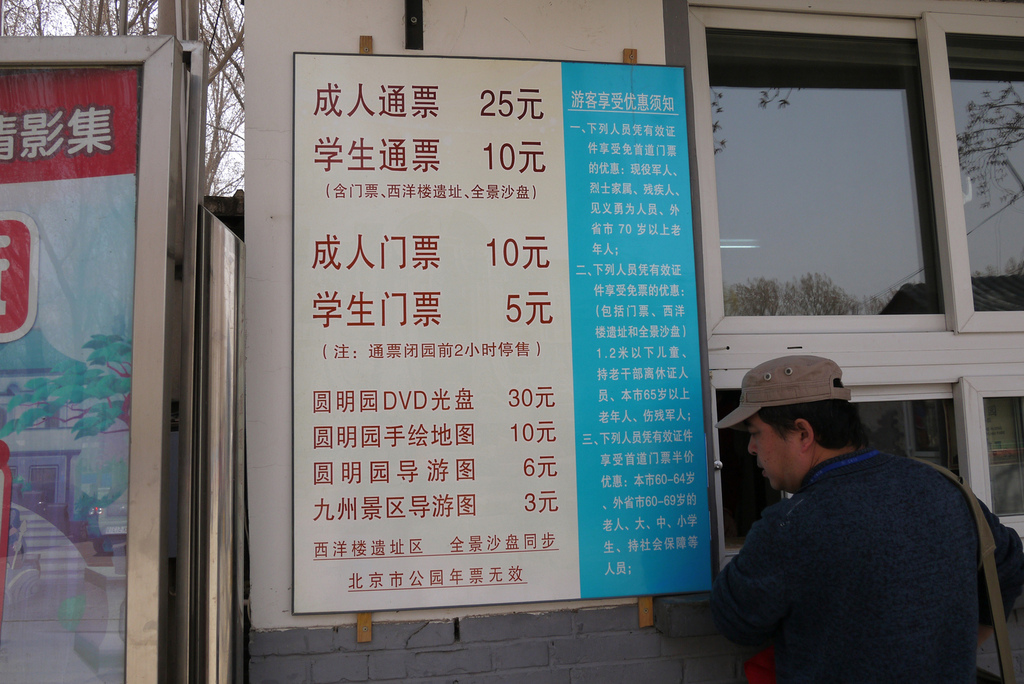 情影集
成人通票 25元
学生通票 10元
(含门票、西洋楼遗址、全景沙盘)
成人门票 10元
学生门票 5元
(注: 通票闭园前2小时停售)
圆明园DVD光盘 30元
圆明园手绘地图 10元
圆明园导游图 6元
九州景区导游图 3元
西洋楼遗址区 全景沙盘同步
北京市公园年票无效
游客享受优惠须知
一、下列人员凭有效证
件享受免首道门票
的优惠: 现役军人、
烈士家属、残疾人、
见义勇为人员、外
省市 70 岁以上老
年人;
二、下列人员凭有效证
件享受免票的优惠:
(包括门票、西洋
楼遗址和全景沙盘)
1.2米以下儿童、
持老干部离休证人
员、本市65岁以上
老年人、伤残军人;
三、下列人员凭有效证件
享受首道门票半价
优惠: 本市60-64岁
、外省市60-69岁的
老人、大、中、小学
生、持社会保障等
人员;